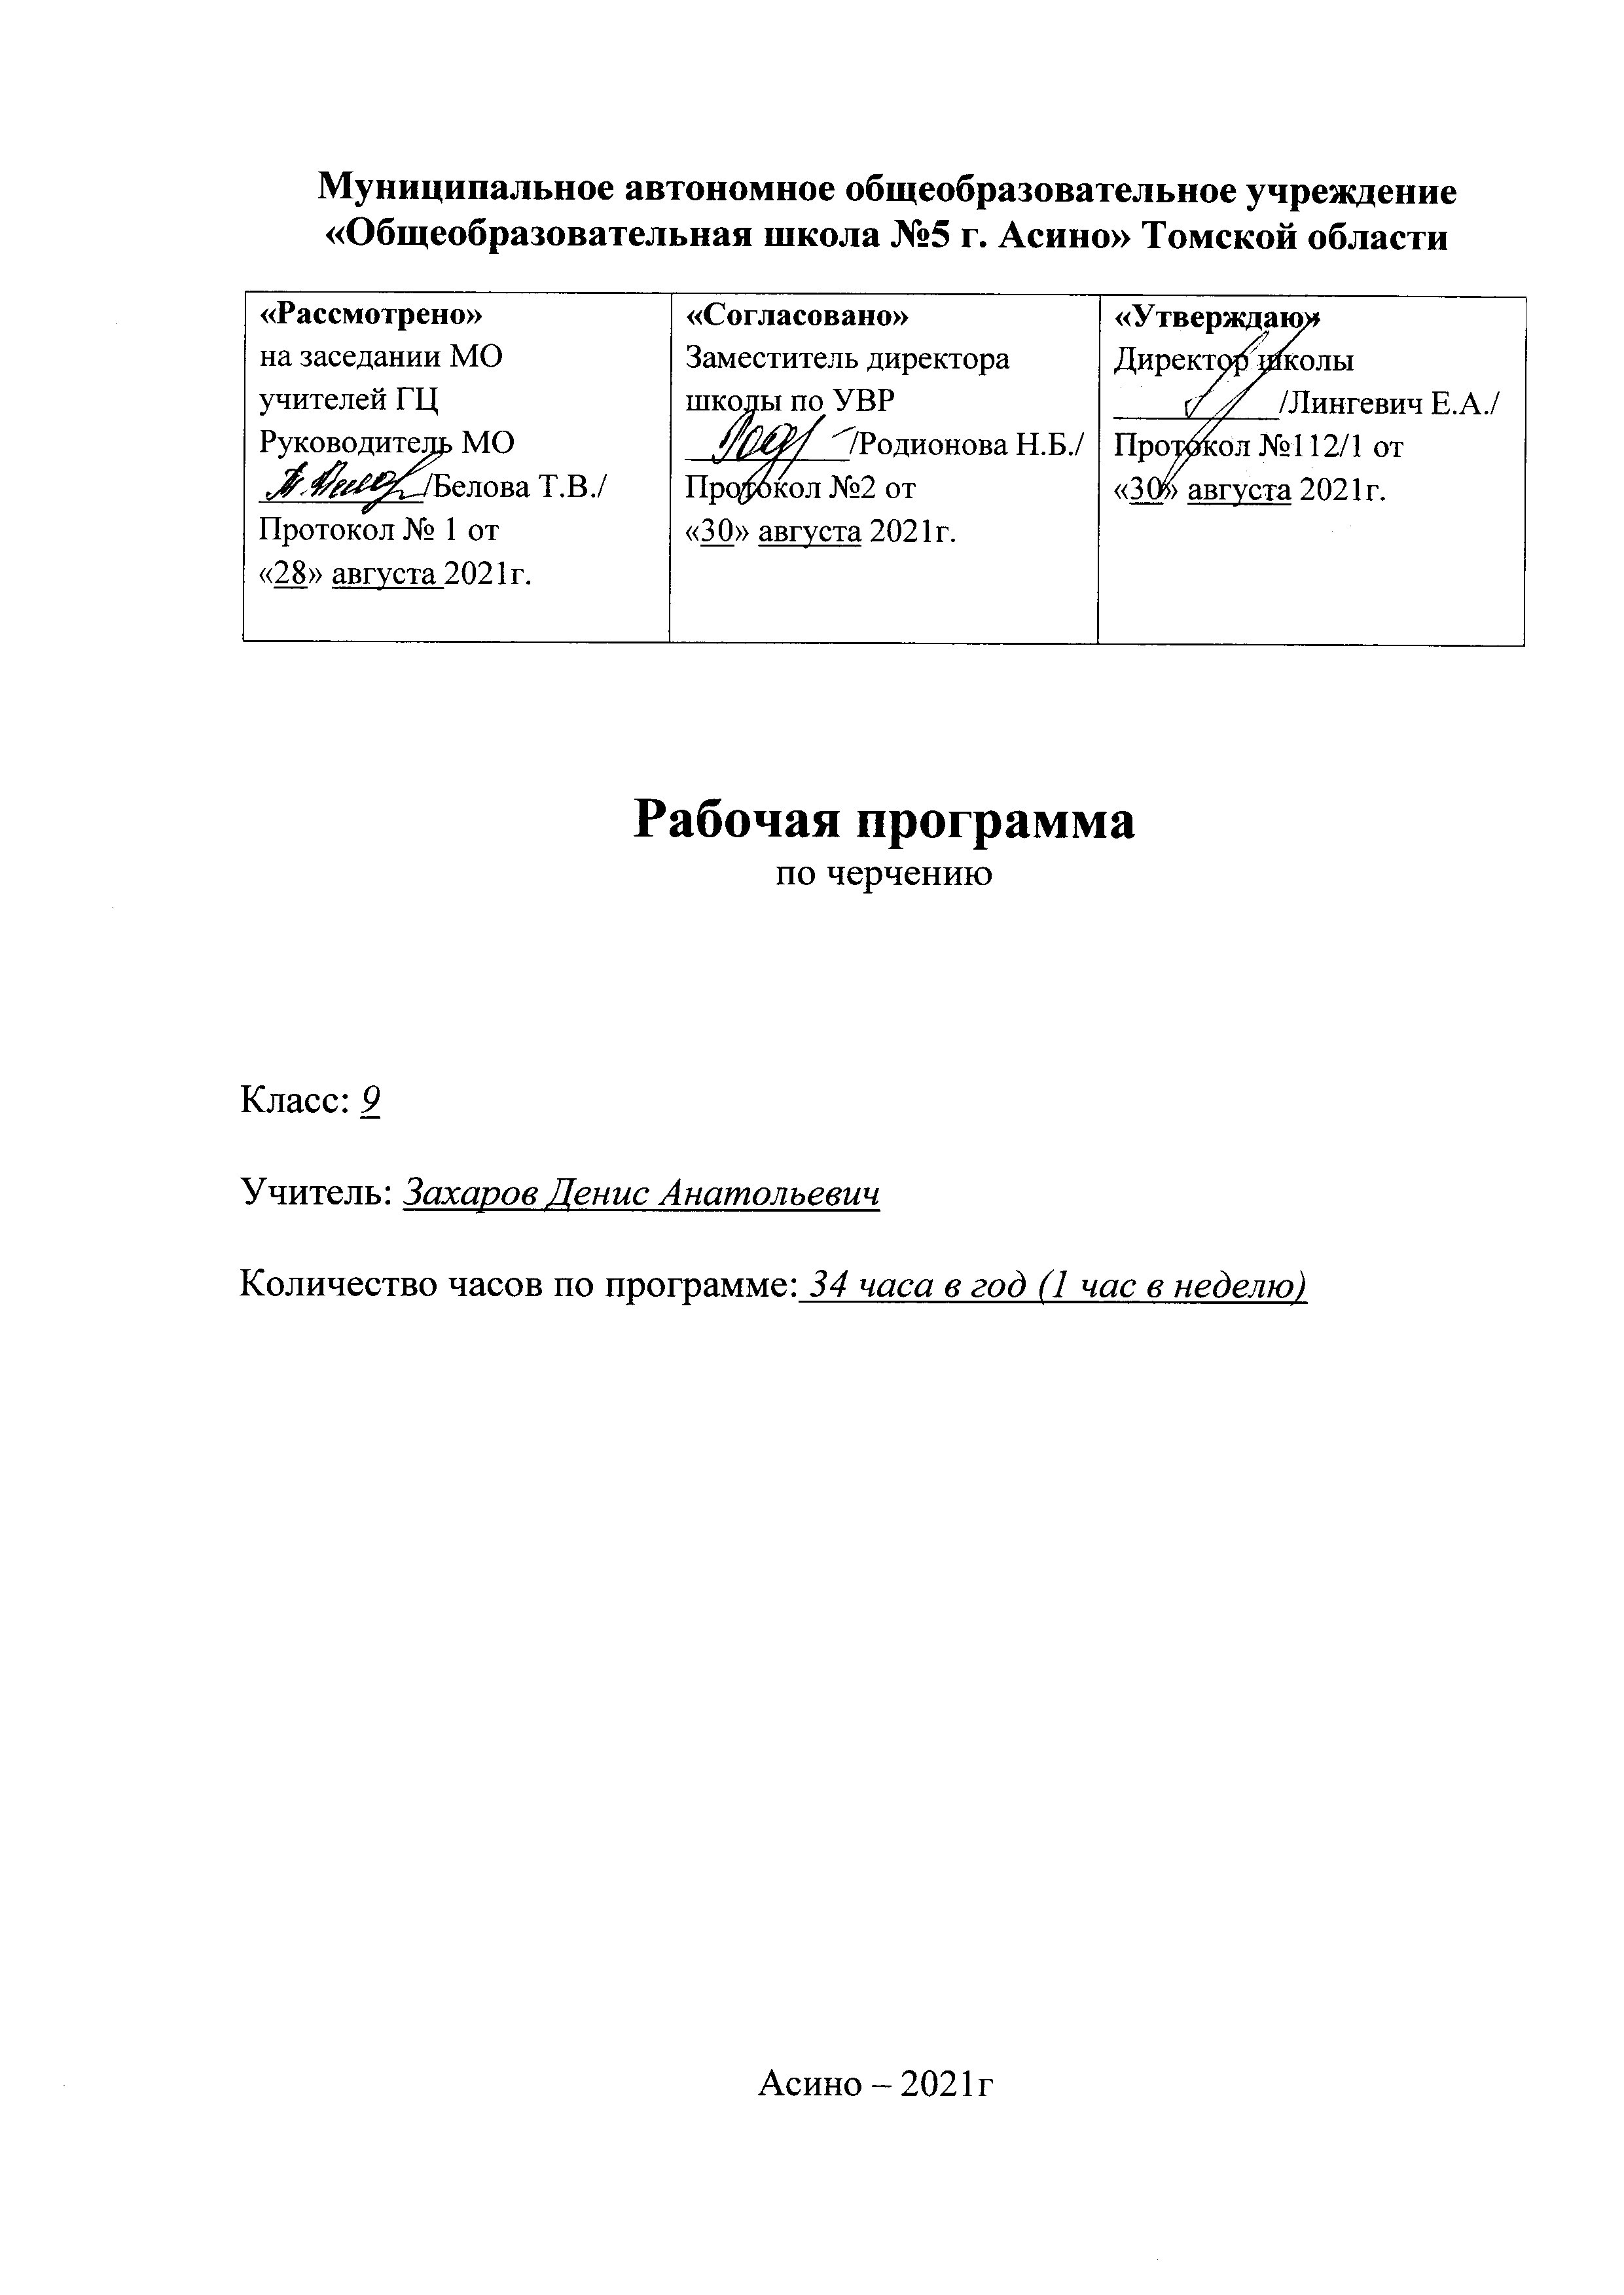 Муниципальное автономное общеобразовательное учреждение
«Общеобразовательная школа №5 г. Асино» Томской области
«Рассмотрено»
на заседании МО
учителей ГЦ
Руководитель МО
/Белова Т.В./
Протокол № 1 от
«28» августа 2021г.
«Согласовано»
Заместитель директора
школы по УВР
/Родионова Н.Б./
Протокол №2 от
«30» августа 2021г.
«Утверждаю»
Директор школы
/Лингевич Е.А./
Протокол №112/1 от
«30» августа 2021г.
Рабочая программа
по черчению
Класс: 9
Учитель: Захаров Денис Анатольевич
Количество часов по программе: 34 часа в год (1 час в неделю)
Асино – 2021г